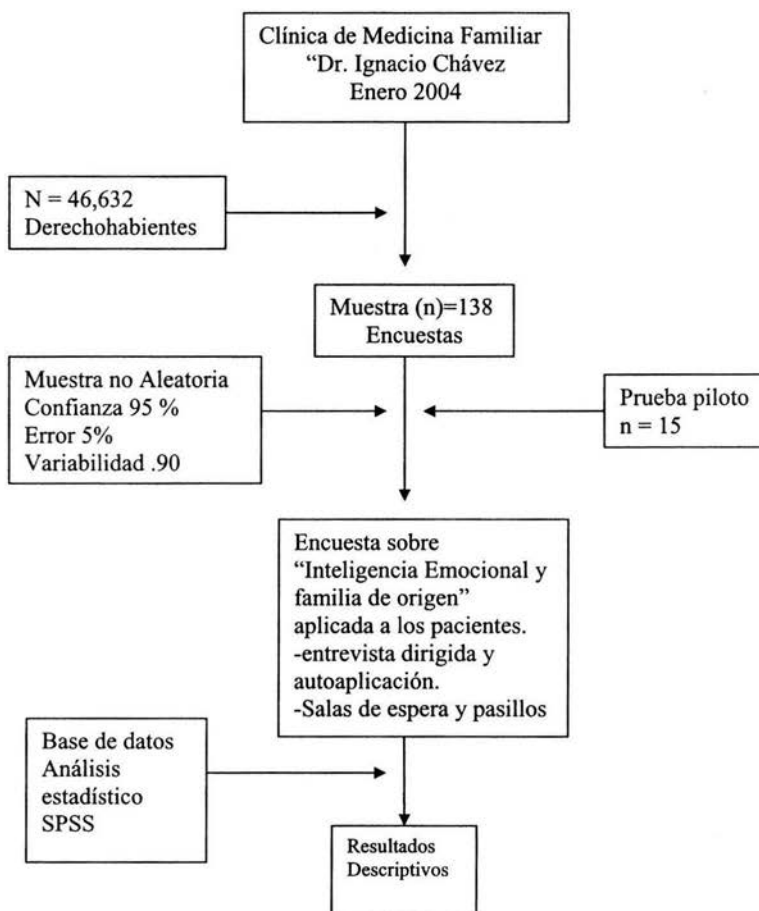 Clínica de Medicina Familiar
“Dr. Ignacio Chávez
Enero 2004
N = 46,632
Derechohabientes
Muestra (n)=138
Encuestas
Muestra no Aleatoria
Confianza 95 %
Error 5%
Variabilidad .90
Prueba piloto
n = 15
Encuesta sobre
“Inteligencia Emocional y
familia de origen”
aplicada a los pacientes.
-entrevista dirigida y
autoaplicación.
-Salas de espera y pasillos
Base de datos
Análisis
estadístico
SPSS
Resultados
Descriptivos